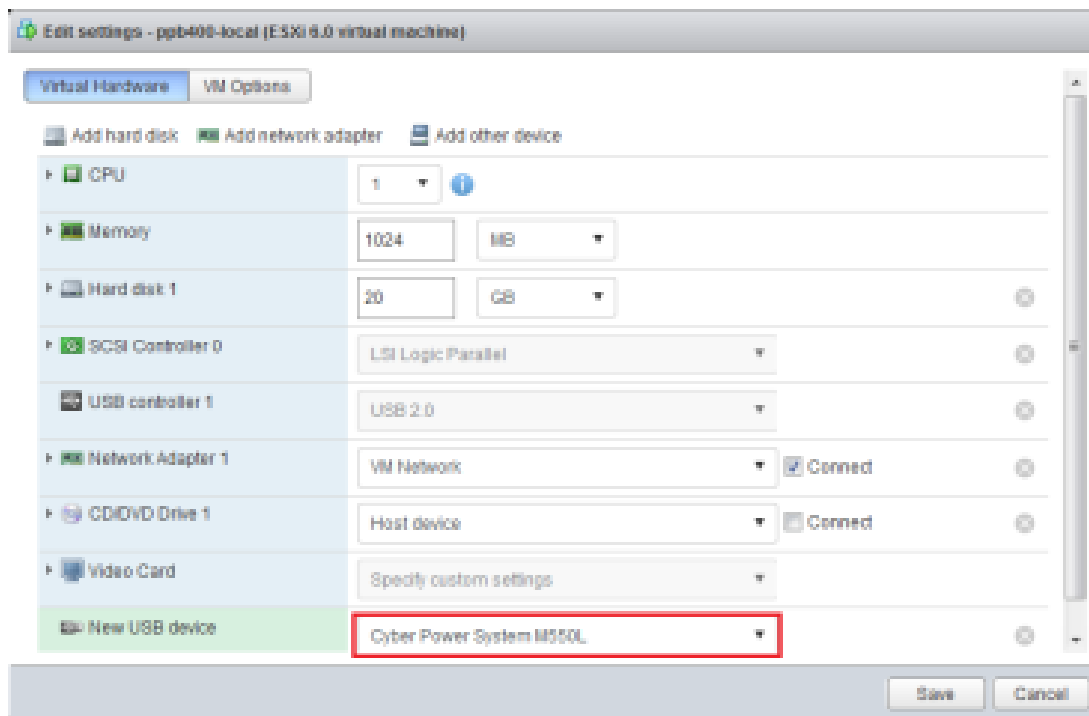 Edit settings - ppb400-local (ESXi 6.0 virtual machine)
Virtual Hardware VM Options
Add hard disk Add network adapter Add other device
CPU 1
Memory 1024 MB
Hard disk 1 20 GB
SCSI Controller 0 LSI Logic Parallel
USB controller 1 USB 2.0
Network Adapter 1 VM Network Connect
CD/DVD Drive 1 Host device Connect
Video Card Specify custom settings
New USB device Cyber Power System M550L
Save Cancel